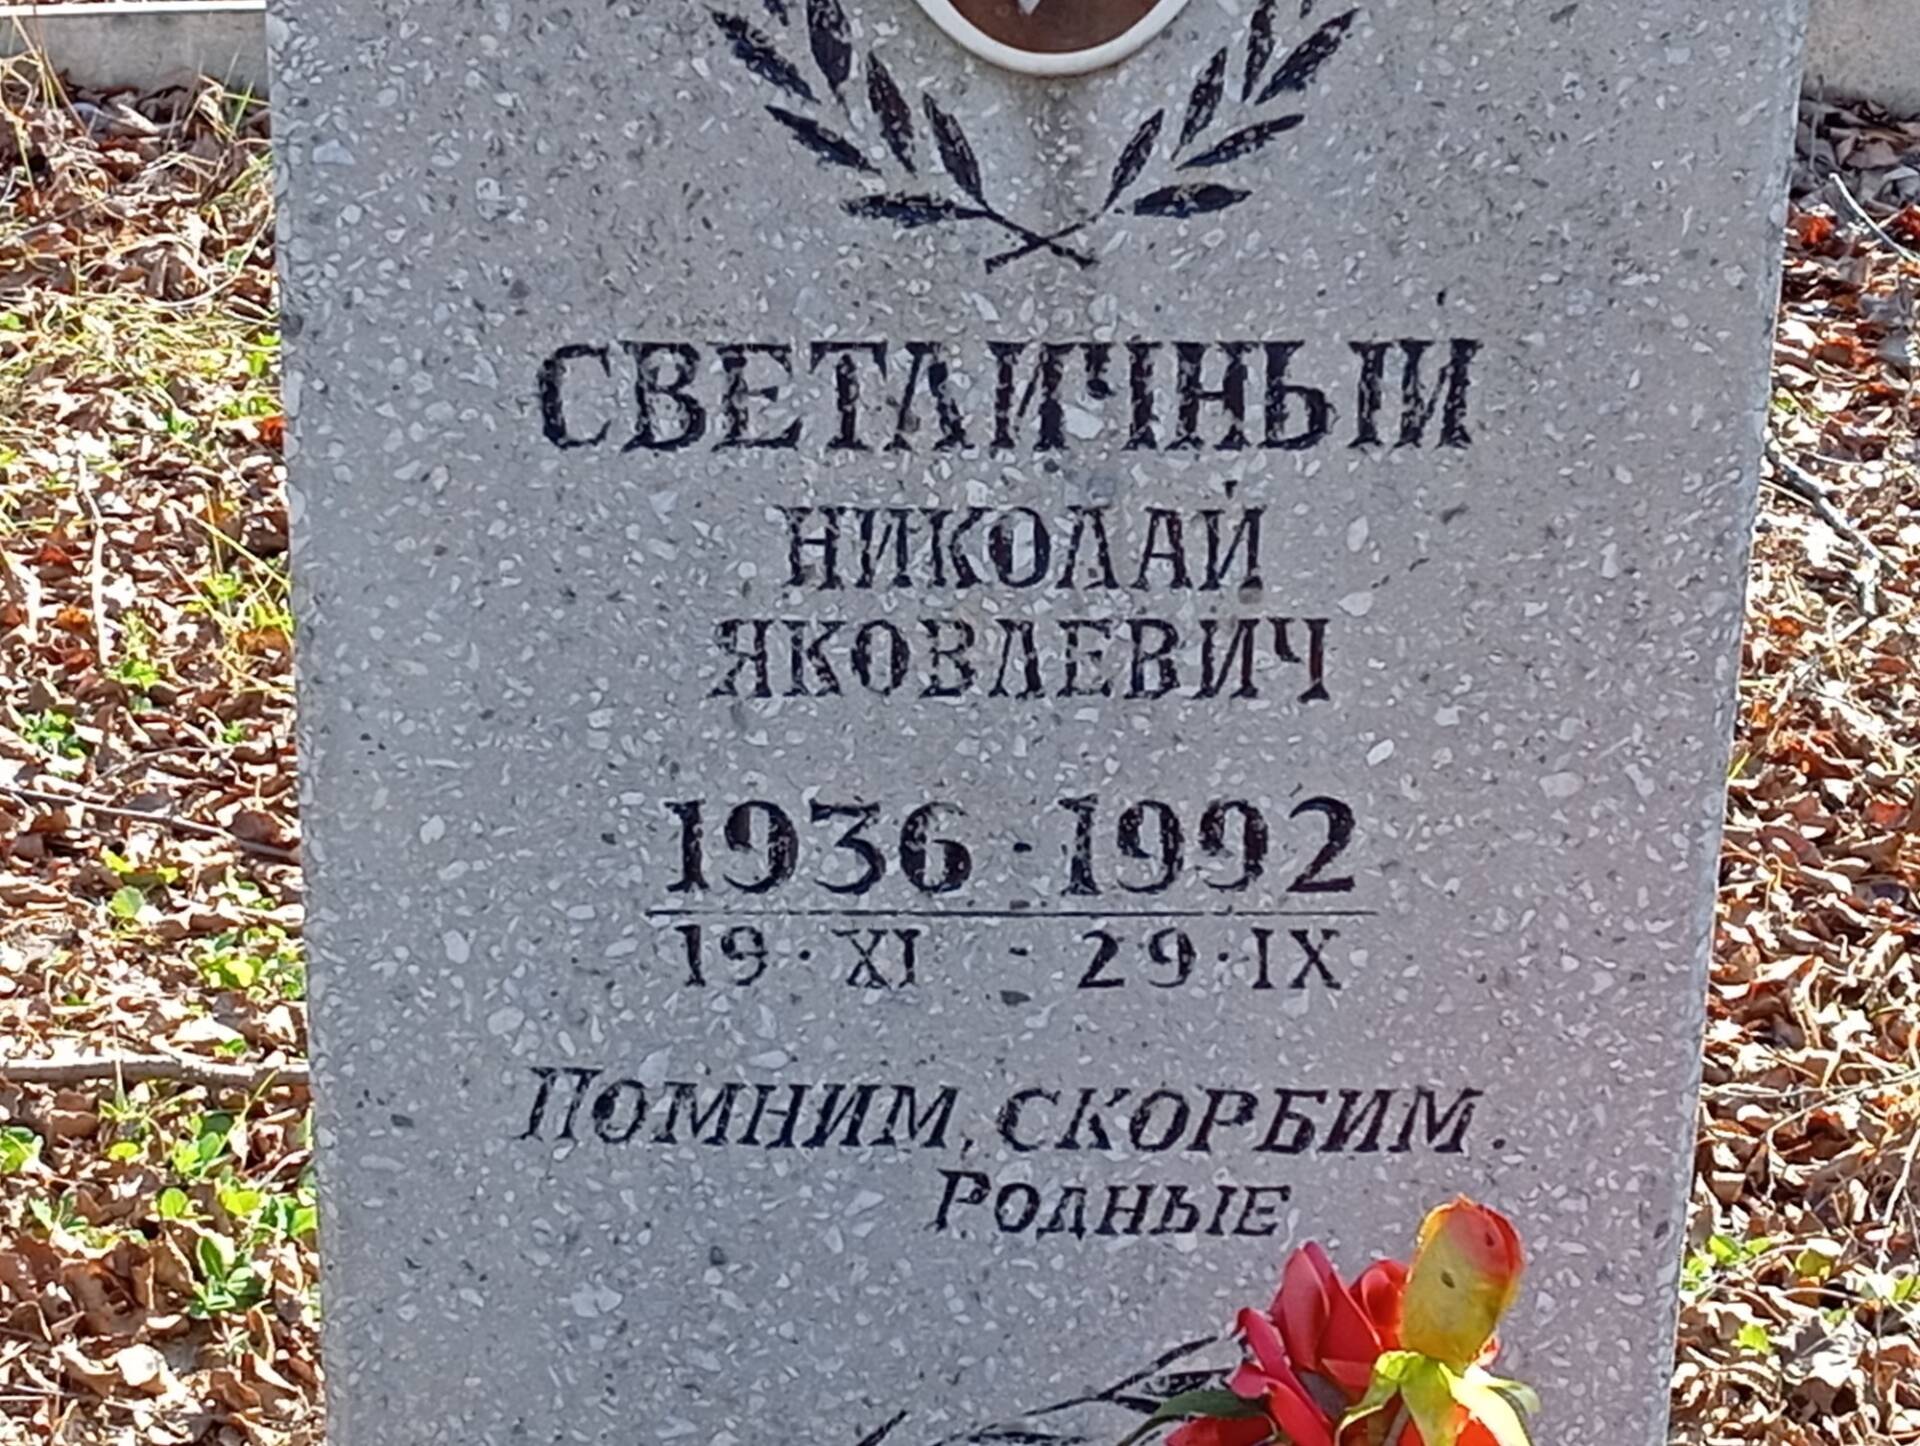 СВЕТЛИЧНЫЙ
НИКОЛАЙ
ЯКОВЛЕВИЧ
1936 - 1992
19 · XI - 29 · IX
ПОМНИМ, СКОРБИМ.
РОДНЫЕ